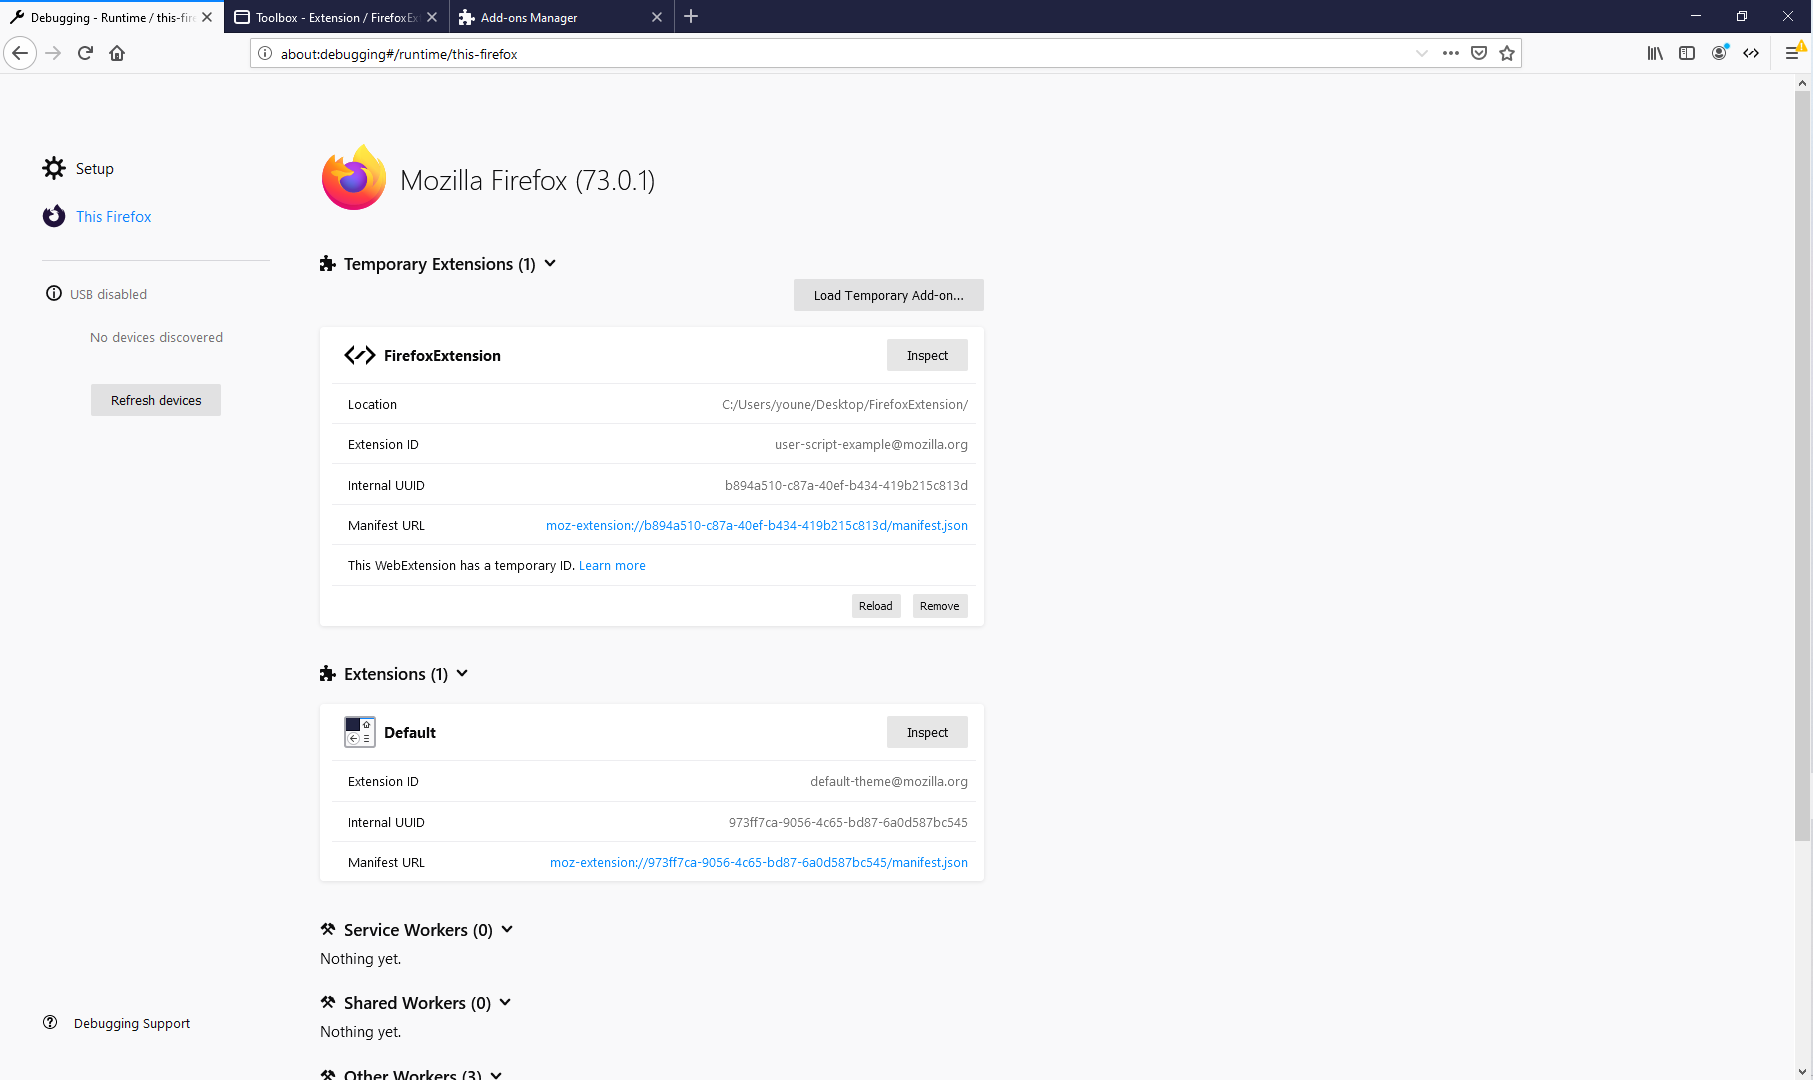 Debugging - Runtime / this-fire
Toolbox - Extension / FirefoxEx
Add-ons Manager
about:debugging#/runtime/this-firefox
Setup
This Firefox
USB disabled
No devices discovered
Refresh devices
Debugging Support
Mozilla Firefox (73.0.1)
Temporary Extensions (1)
Load Temporary Add-on...
FirefoxExtension
Inspect
Location C:/Users/youne/Desktop/FirefoxExtension/
Extension ID user-script-example@mozilla.org
Internal UUID b894a510-c87a-40ef-b434-419b215c813d
Manifest URL moz-extension://b894a510-c87a-40ef-b434-419b215c813d/manifest.json
This WebExtension has a temporary ID. Learn more
Reload Remove
Extensions (1)
Default
Inspect
Extension ID default-theme@mozilla.org
Internal UUID 973ff7ca-9056-4c65-bd87-6a0d587bc545
Manifest URL moz-extension://973ff7ca-9056-4c65-bd87-6a0d587bc545/manifest.json
Service Workers (0)
Nothing yet.
Shared Workers (0)
Nothing yet.
Other Workers (3)